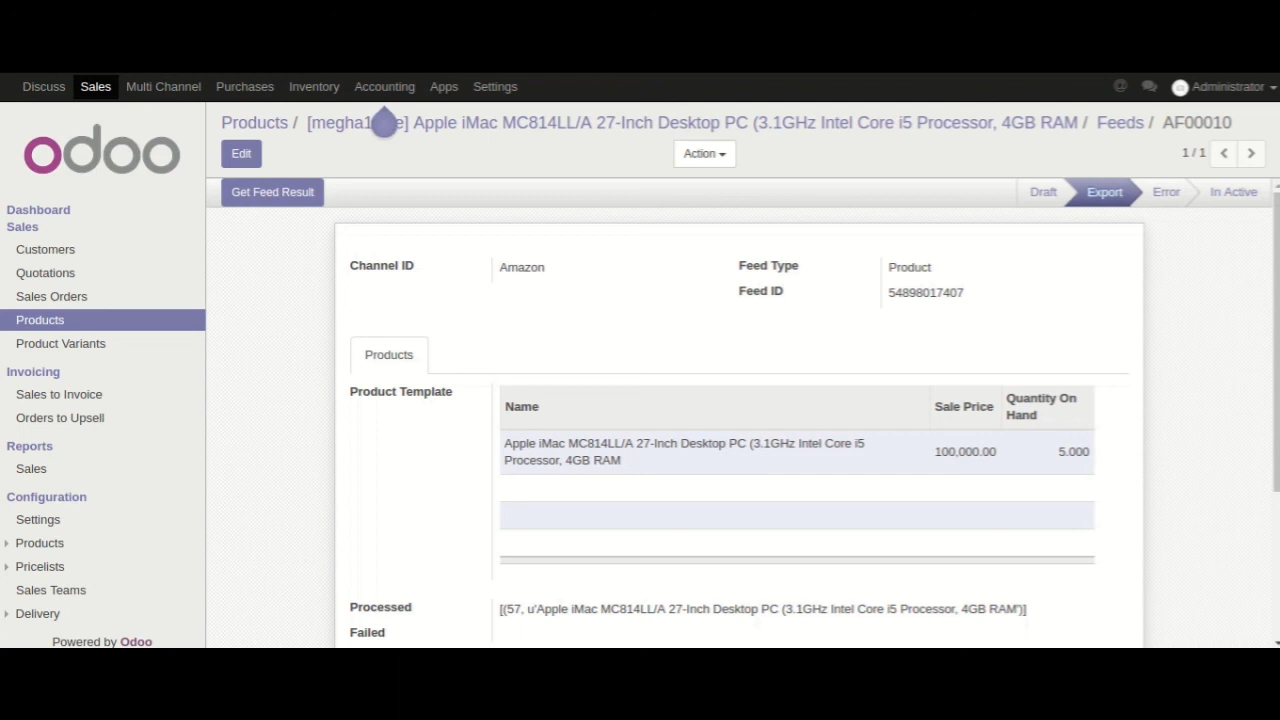 Discuss Sales Multi Channel Purchases Inventory Accounting Apps Settings @ Administrator
odoo
Products / [megha1 e] Apple iMac MC814LL/A 27-Inch Desktop PC (3.1GHz Intel Core i5 Processor, 4GB RAM / Feeds / AF00010
Edit Action 1 / 1
Get Feed Result Draft Export Error In Active
Dashboard
Sales
Customers
Quotations
Sales Orders
Products
Product Variants
Invoicing
Sales to Invoice
Orders to Upsell
Reports
Sales
Configuration
Settings
Products
Pricelists
Sales Teams
Delivery
Powered by Odoo
Channel ID Amazon Feed Type Product
Feed ID 54898017407
Products
Product Template
Name Sale Price Quantity On
Hand
Apple iMac MC814LL/A 27-Inch Desktop PC (3.1GHz Intel Core i5
Processor, 4GB RAM 100,000.00 5.000
Processed [(57, u'Apple iMac MC814LL/A 27-Inch Desktop PC (3.1GHz Intel Core i5 Processor, 4GB RAM')]
Failed